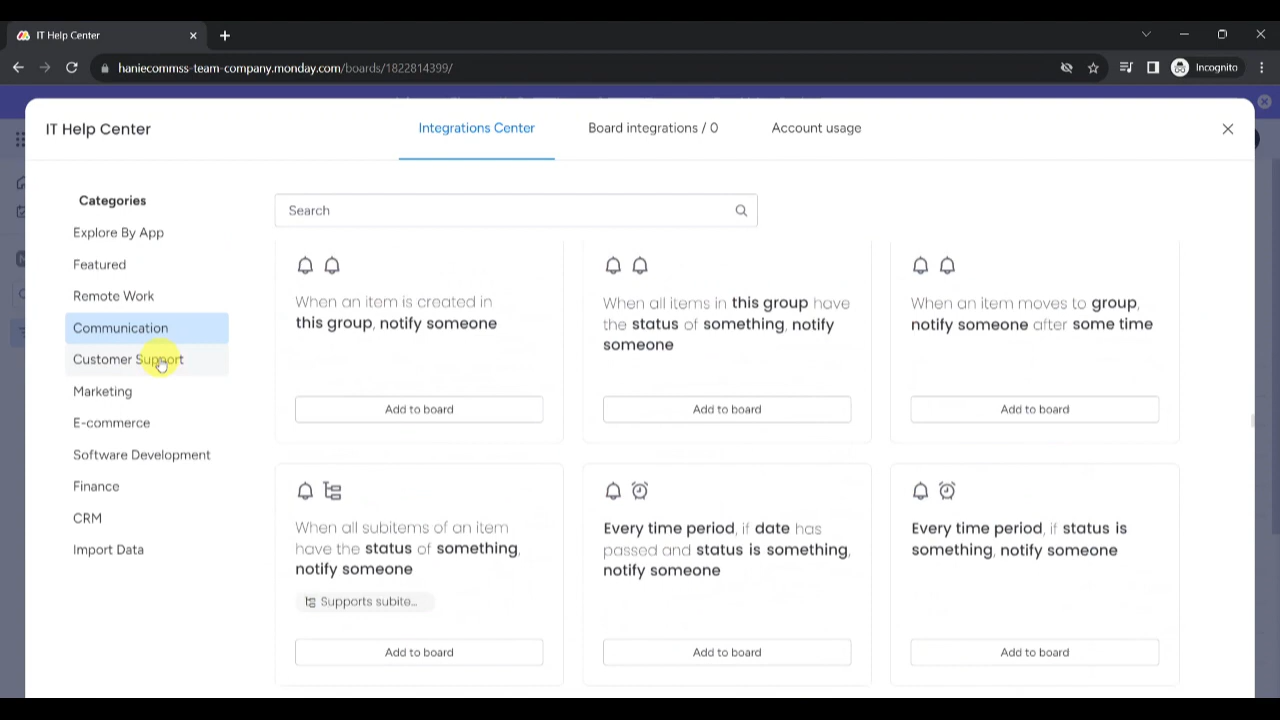 IT Help Center
haniecommss-team-company.monday.com/boards/1822814399/
Incognito
IT Help Center
Integrations Center
Board integrations / 0
Account usage
Categories
Explore By App
Featured
Remote Work
Communication
Customer Support
Marketing
E-commerce
Software Development
Finance
CRM
Import Data
Search
When an item is created in
this group, notify someone
Add to board
When all items in this group have
the status of something, notify
someone
Add to board
When an item moves to group,
notify someone after some time
Add to board
When all subitems of an item
have the status of something,
notify someone
Supports subite...
Add to board
Every time period, if date has
passed and status is something,
notify someone
Add to board
Every time period, if status is
something, notify someone
Add to board